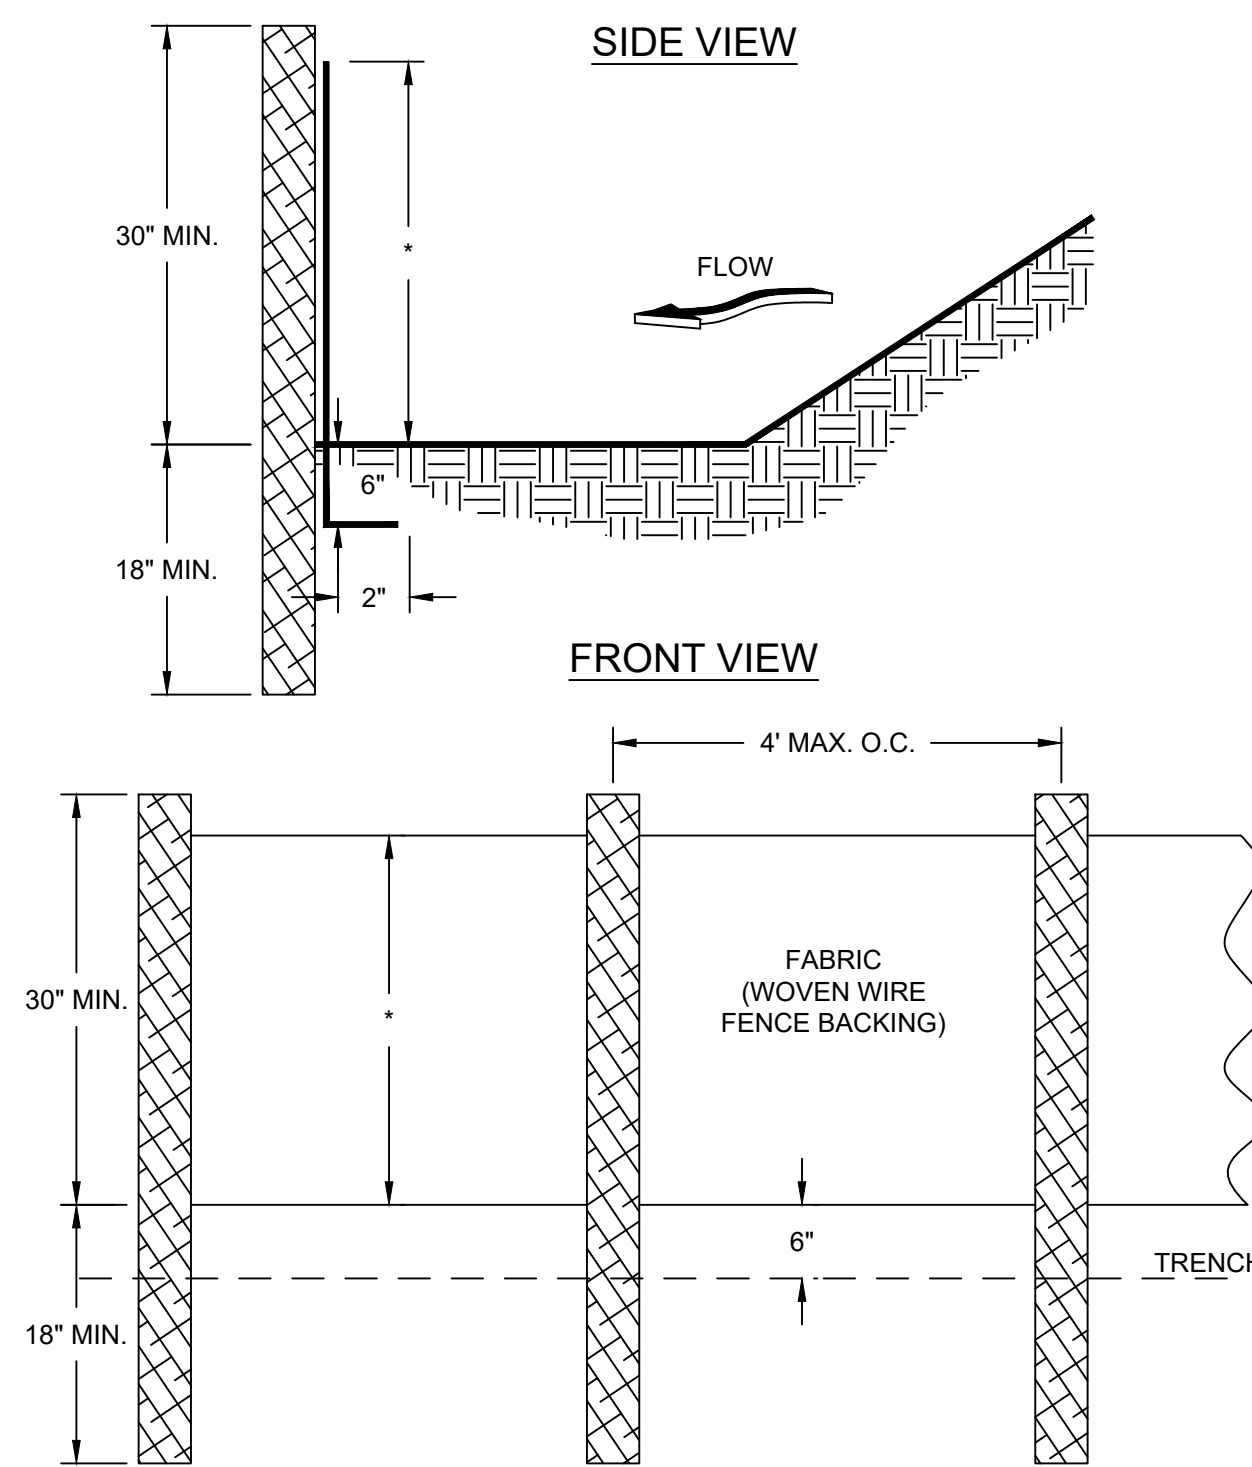 SIDE VIEW
30" MIN.
*
FLOW
6"
18" MIN.
2"
FRONT VIEW
4' MAX. O.C.
30" MIN.
*
FABRIC
(WOVEN WIRE
FENCE BACKING)
6"
TRENCH
18" MIN.